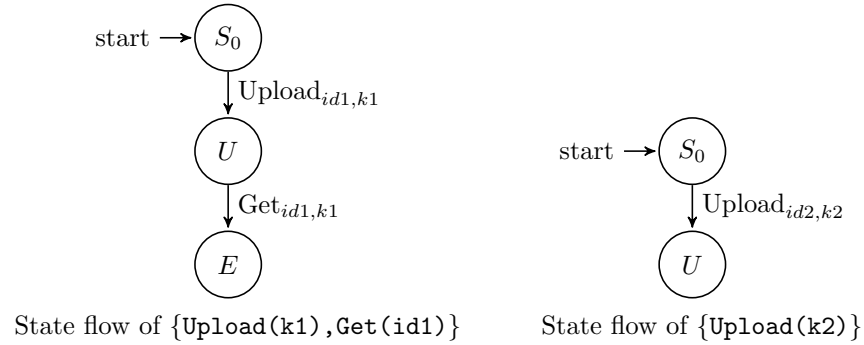 start S₀
Upload_{id1,k1}
U
Get_{id1,k1}
E
State flow of {Upload(k1),Get(id1)}
start S₀
Upload_{id2,k2}
U
State flow of {Upload(k2)}